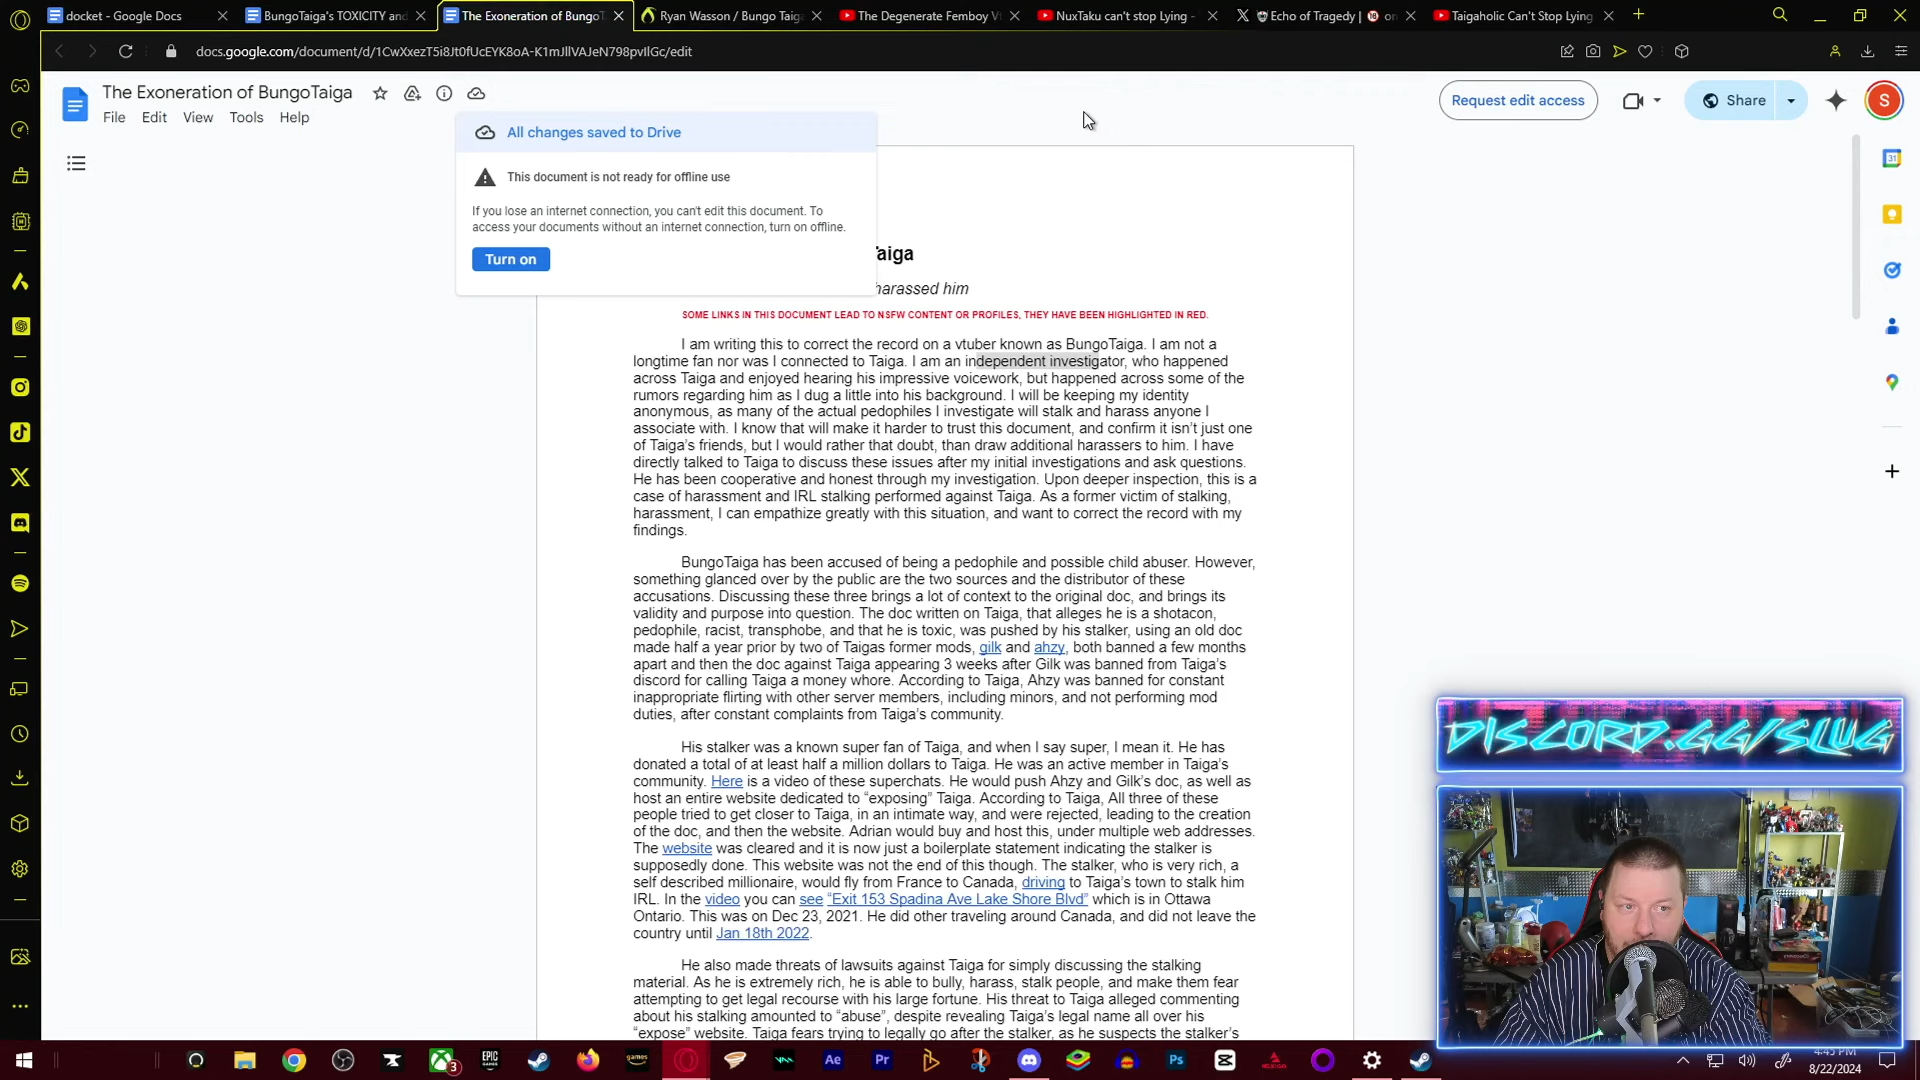 docket - Google Docs
BungoTaiga's TOXICITY and
The Exoneration of BungoT
Ryan Wasson / Bungo Taiga
The Degenerate Femboy VT
NuxTaku can't stop Lying -
Echo of Tragedy | 🔞 on
Taigaholic Can't Stop Lying
docs.google.com/document/d/1CwXxezT5i8Jt0fUcEYK8oA-K1mJllVAJeN798pvIlGc/edit
The Exoneration of BungoTaiga
File Edit View Tools Help
Request edit access
Share
S
All changes saved to Drive
This document is not ready for offline use
If you lose an internet connection, you can't edit this document. To
access your documents without an internet connection, turn on offline.
Turn on
Taiga
harassed him
SOME LINKS IN THIS DOCUMENT LEAD TO NSFW CONTENT OR PROFILES, THEY HAVE BEEN HIGHLIGHTED IN RED.
I am writing this to correct the record on a vtuber known as BungoTaiga. I am not a
longtime fan nor was I connected to Taiga. I am an independent investigator, who happened
across Taiga and enjoyed hearing his impressive voicework, but happened across some of the
rumors regarding him as I dug a little into his background. I will be keeping my identity
anonymous, as many of the actual pedophiles I investigate will stalk and harass anyone I
associate with. I know that will make it harder to trust this document, and confirm it isn't just one
of Taiga's friends, but I would rather that doubt, than draw additional harassers to him. I have
directly talked to Taiga to discuss these issues after my initial investigations and ask questions.
He has been cooperative and honest through my investigation. Upon deeper inspection, this is a
case of harassment and IRL stalking performed against Taiga. As a former victim of stalking,
harassment, I can empathize greatly with this situation, and want to correct the record with my
findings.
BungoTaiga has been accused of being a pedophile and possible child abuser. However,
something glanced over by the public are the two sources and the distributor of these
accusations. Discussing these three brings a lot of context to the original doc, and brings its
validity and purpose into question. The doc written on Taiga, that alleges he is a shotacon,
pedophile, racist, transphobe, and that he is toxic, was pushed by his stalker, using an old doc
made half a year prior by two of Taigas former mods, gilk and ahzy, both banned a few months
apart and then the doc against Taiga appearing 3 weeks after Gilk was banned from Taiga's
discord for calling Taiga a money whore. According to Taiga, Ahzy was banned for constant
inappropriate flirting with other server members, including minors, and not performing mod
duties, after constant complaints from Taiga's community.
His stalker was a known super fan of Taiga, and when I say super, I mean it. He has
donated a total of at least half a million dollars to Taiga. He was an active member in Taiga's
community. Here is a video of these superchats. He would push Ahzy and Gilk's doc, as well as
host an entire website dedicated to “exposing” Taiga. According to Taiga, All three of these
people tried to get closer to Taiga, in an intimate way, and were rejected, leading to the creation
of the doc, and then the website. Adrian would buy and host this, under multiple web addresses.
The website was cleared and it is now just a boilerplate statement indicating the stalker is
supposedly done. This website was not the end of this though. The stalker, who is very rich, a
self described millionaire, would fly from France to Canada, driving to Taiga's town to stalk him
IRL. In the video you can see “Exit 153 Spadina Ave Lake Shore Blvd” which is in Ottawa
Ontario. This was on Dec 23, 2021. He did other traveling around Canada, and did not leave the
country until Jan 18th 2022.
He also made threats of lawsuits against Taiga for simply discussing the stalking
material. As he is extremely rich, he is able to bully, harass, stalk people, and make them fear
attempting to get legal recourse with his large fortune. His threat to Taiga alleged commenting
about his stalking amounted to “abuse”, despite revealing Taiga's legal name all over his
“expose” website. Taiga fears trying to legally go after the stalker, as he suspects the stalker's
DISCORD.GG/SLUG
4:45 PM
8/22/2024